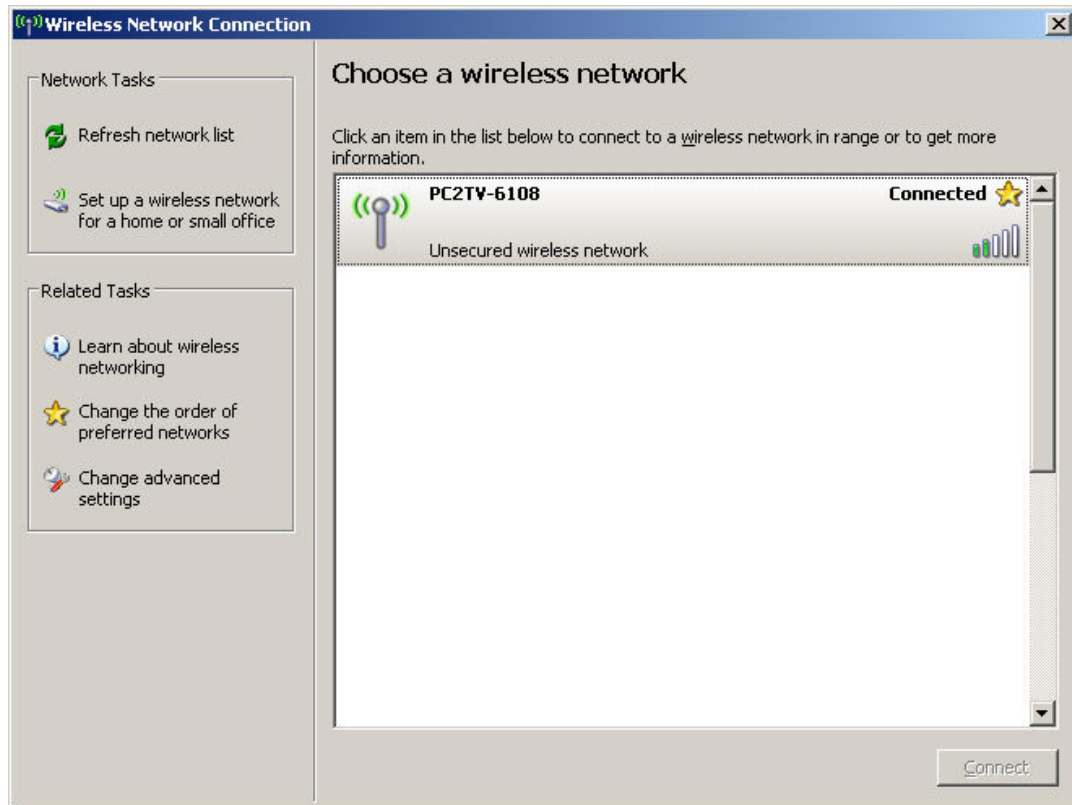 Wireless Network Connection
Network Tasks
Refresh network list
Set up a wireless network
for a home or small office
Related Tasks
Learn about wireless
networking
Change the order of
preferred networks
Change advanced
settings
Choose a wireless network
Click an item in the list below to connect to a wireless network in range or to get more
information.
PC2TV-6108 Connected
Unsecured wireless network
Connect